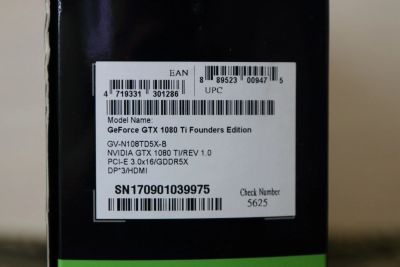 EAN
8 89523 00947 5
4 719331 301286
UPC
Model Name:
GeForce GTX 1080 Ti Founders Edition
GV-N108TD5X-B
NVIDIA GTX 1080 TI/REV 1.0
PCI-E 3.0x16/GDDR5X
DP*3/HDMI
SN170901039975
Check Number
5625